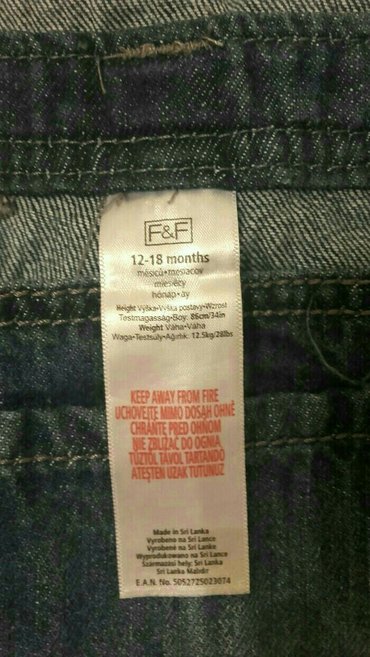 F&F
12-18 months
měsíců•mesiacov
miesięcy
hónap•ay
Height Výška•Výška postavy•Wzrost
Testmagasság•Boy: 86cm/34in
Weight Váha•Váha
Waga•Testsúly•Ağırlık: 12.5kg/28lbs
KEEP AWAY FROM FIRE
UCHOVEJTE MIMO DOSAH OHNĚ
CHRÁŇTE PRED OHŇOM
NIE ZBLIŻAĆ DO OGNIA
TŰZTŐL TÁVOL TARTANDÓ
ATEŞTEN UZAK TUTUNUZ
Made in Sri Lanka
Vyrobeno na Srí Lance
Vyrobené na Srí Lanke
Wyprodukowano na Sri Lance
Származási hely: Srí Lanka
Sri Lanka Malıdır
E.A.N. No. 5052725023074